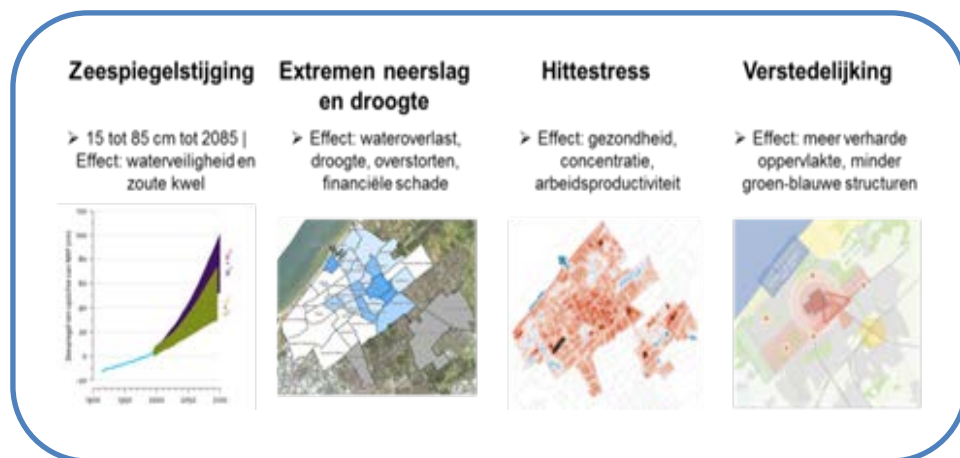 Zeespiegelstijging
➢ 15 tot 85 cm tot 2085 |
Effect: waterveiligheid en
zoute kwel
Extremen neerslag
en droogte
➢ Effect: wateroverlast,
droogte, overstorten,
financiële schade
Hittestress
➢ Effect: gezondheid,
concentratie,
arbeidsproductiviteit
Verstedelijking
➢ Effect: meer verharde
oppervlakte, minder
groen-blauwe structuren